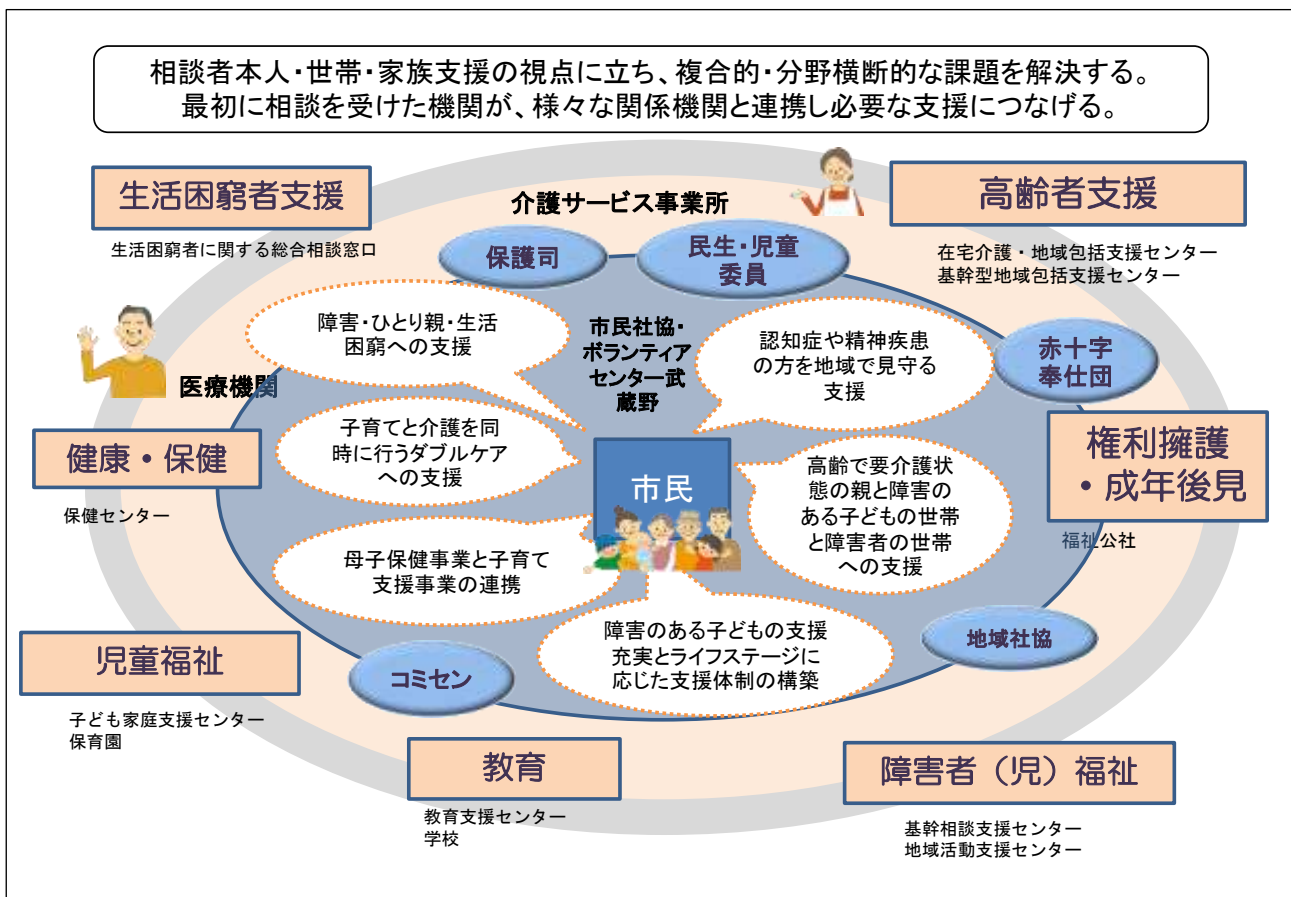 相談者本人・世帯・家族支援の視点に立ち、複合的・分野横断的な課題を解決する。
最初に相談を受けた機関が、様々な関係機関と連携し必要な支援につなげる。
生活困窮者支援
生活困窮者に関する総合相談窓口
介護サービス事業所
高齢者支援
在宅介護・地域包括支援センター
基幹型地域包括支援センター
保護司
民生・児童
委員
障害・ひとり親・生活
困窮への支援
市民社協・
ボランティア
センター武
蔵野
認知症や精神疾患
の方を地域で見守る
支援
赤十字
奉仕団
医療機関
健康・保健
保健センター
子育てと介護を同
時に行うダブルケア
への支援
市民
高齢で要介護状
態の親と障害の
ある子どもの世帯
と障害者の世帯
への支援
権利擁護
・成年後見
福祉公社
母子保健事業と子育て
支援事業の連携
障害のある子どもの支援
充実とライフステージに
応じた支援体制の構築
地域社協
児童福祉
子ども家庭支援センター
保育園
コミセン
教育
教育支援センター
学校
障害者（児）福祉
基幹相談支援センター
地域活動支援センター